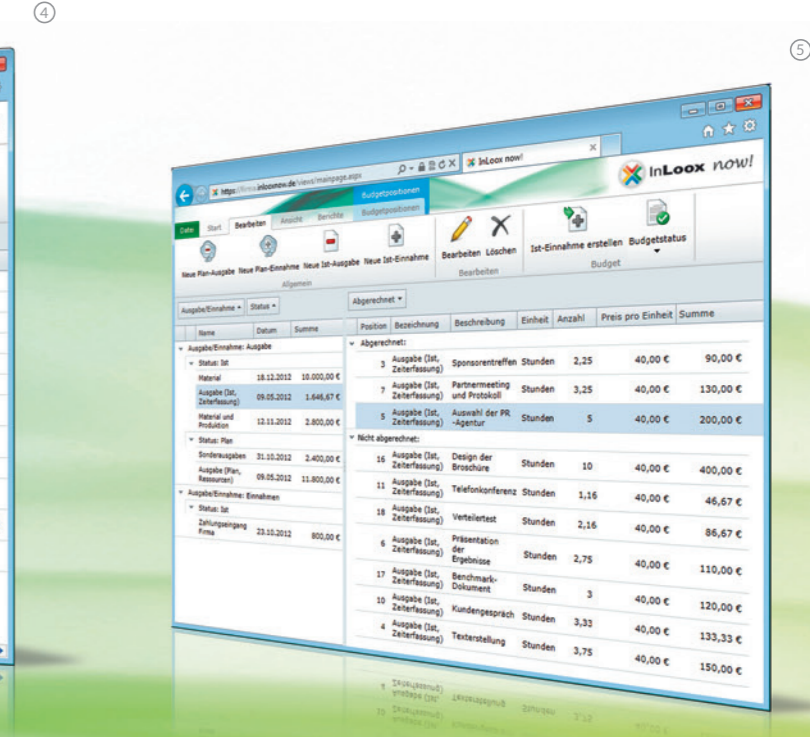 4
5
https://firma.inlooxnow.de/views/mainpage.aspx
InLoox now!
InLoox now!
Budgetpositionen
Datei Start Bearbeiten Ansicht Berichte Budgetpositionen
Neue Plan-Ausgabe Neue Plan-Einnahme Neue Ist-Ausgabe Neue Ist-Einnahme
Bearbeiten Löschen
Ist-Einnahme erstellen Budgetstatus
Allgemein Bearbeiten Budget
Ausgabe/Einnahme Status
Name Datum Summe
Ausgabe/Einnahme: Ausgabe
Status: Ist
Material 18.12.2012 10.000,00 €
Ausgabe (Ist,
Zeiterfassung) 09.05.2012 1.646,67 €
Material und
Produktion 12.11.2012 2.800,00 €
Status: Plan
Sonderausgaben 31.10.2012 2.400,00 €
Ausgabe (Plan,
Ressourcen) 09.05.2012 11.800,00 €
Ausgabe/Einnahme: Einnahmen
Status: Ist
Zahlungseingang
Firma 23.10.2012 800,00 €
Abgerechnet
Position Bezeichnung Beschreibung Einheit Anzahl Preis pro Einheit Summe
Abgerechnet:
3 Ausgabe (Ist, Zeiterfassung) Sponsorentreffen Stunden 2,25 40,00 € 90,00 €
7 Ausgabe (Ist, Zeiterfassung) Partnermeeting und Protokoll Stunden 3,25 40,00 € 130,00 €
5 Ausgabe (Ist, Zeiterfassung) Auswahl der PR -Agentur Stunden 5 40,00 € 200,00 €
Nicht abgerechnet:
16 Ausgabe (Ist, Zeiterfassung) Design der Broschüre Stunden 10 40,00 € 400,00 €
11 Ausgabe (Ist, Zeiterfassung) Telefonkonferenz Stunden 1,16 40,00 € 46,67 €
18 Ausgabe (Ist, Zeiterfassung) Verteilertest Stunden 2,16 40,00 € 86,67 €
6 Ausgabe (Ist, Zeiterfassung) Präsentation der Ergebnisse Stunden 2,75 40,00 € 110,00 €
17 Ausgabe (Ist, Zeiterfassung) Benchmark-Dokument Stunden 3 40,00 € 120,00 €
10 Ausgabe (Ist, Zeiterfassung) Kundengespräch Stunden 3,33 40,00 € 133,33 €
4 Ausgabe (Ist, Zeiterfassung) Texterstellung Stunden 3,75 40,00 € 150,00 €